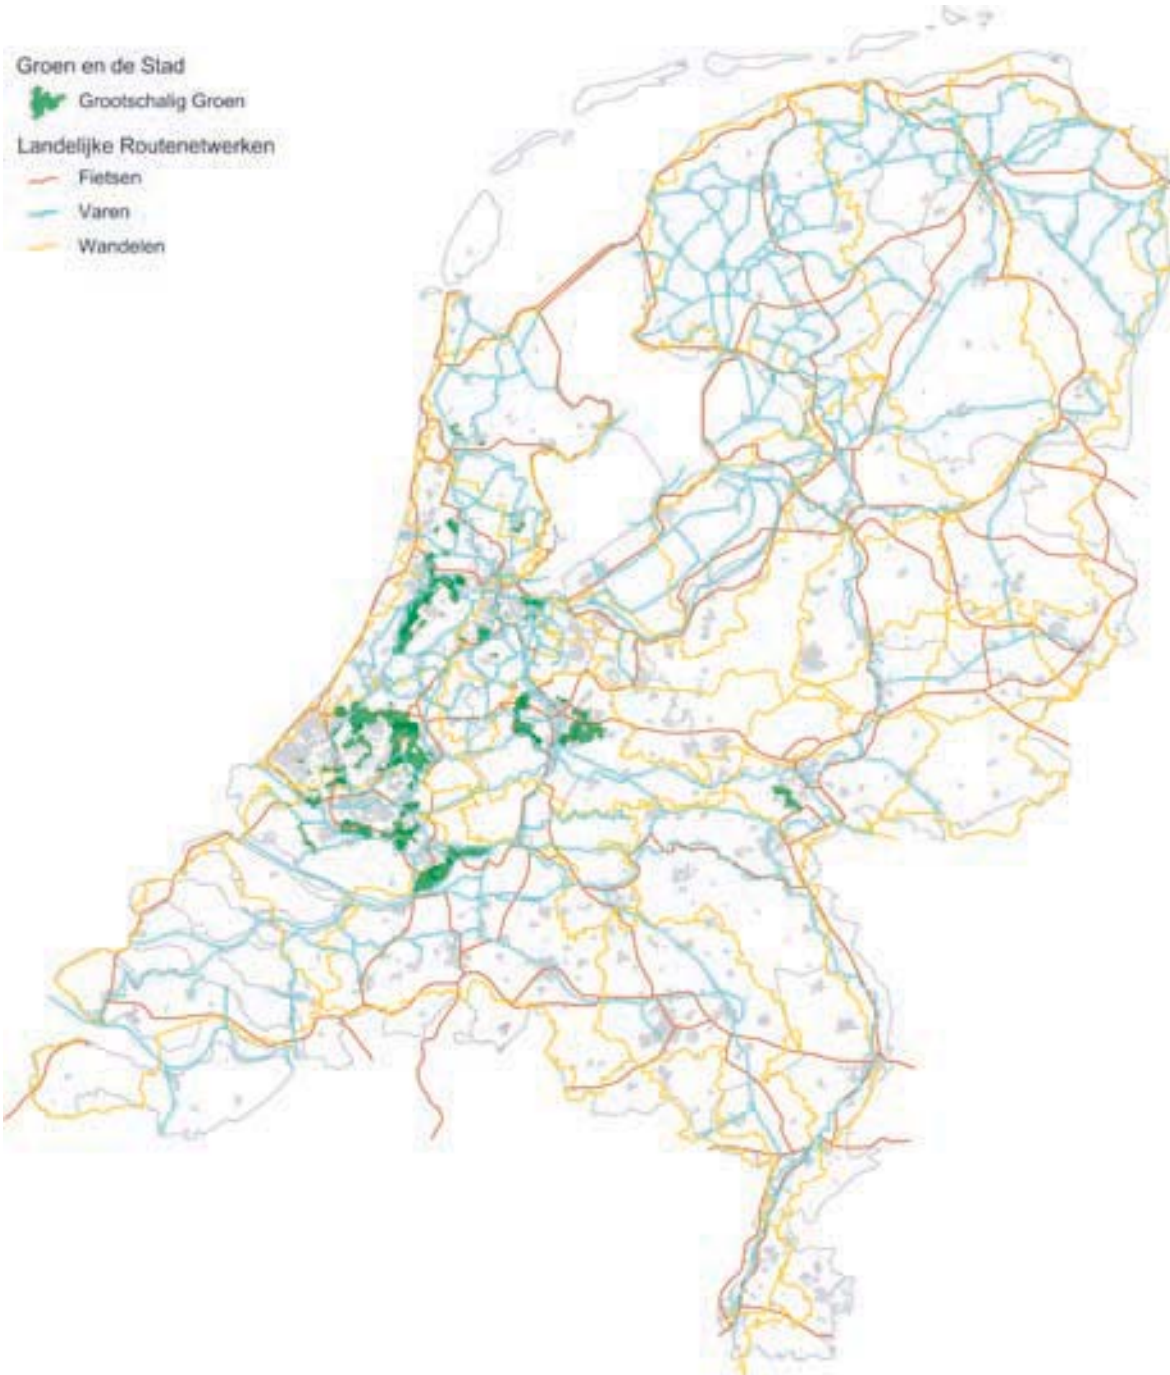 Groen en de Stad
Grootschalig Groen
Landelijke Routenetwerken
Fietsen
Varen
Wandelen